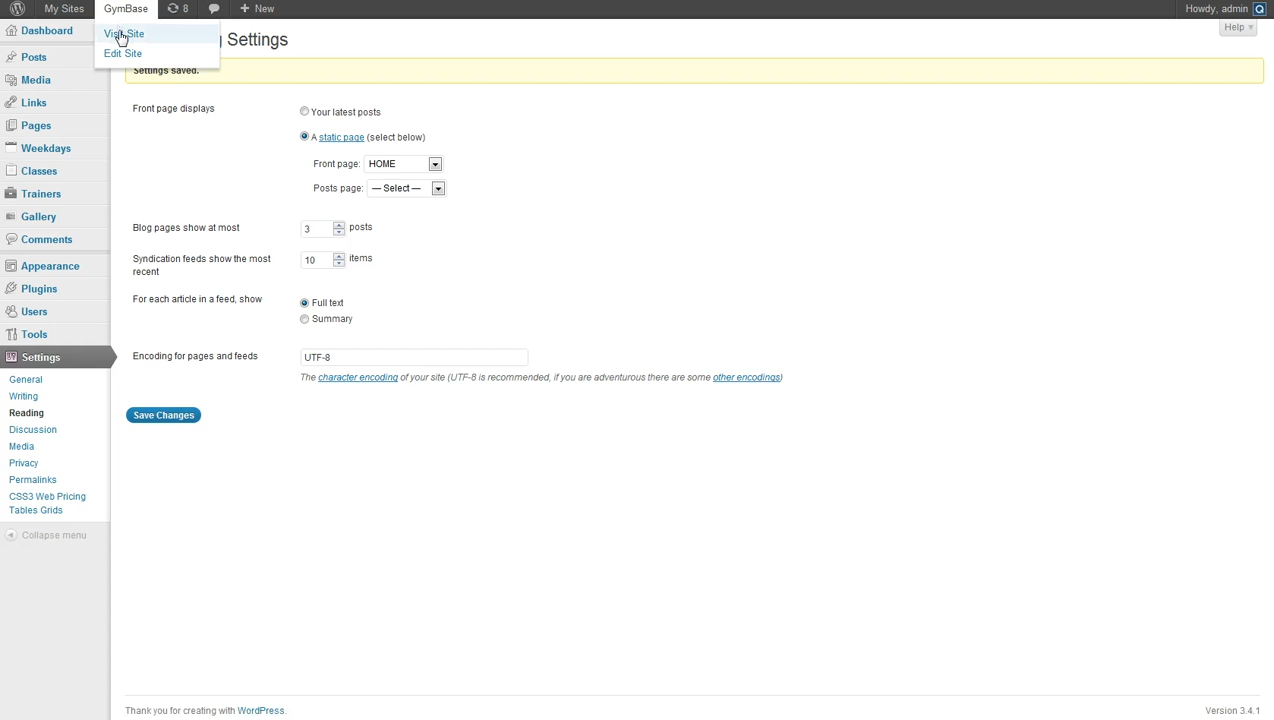 My Sites
GymBase
8
+ New
Howdy, admin
Visit Site
Edit Site
Help
Settings
Settings saved.
Dashboard
Posts
Media
Links
Pages
Weekdays
Classes
Trainers
Gallery
Comments
Appearance
Plugins
Users
Tools
Settings
General
Writing
Reading
Discussion
Media
Privacy
Permalinks
CSS3 Web Pricing
Tables Grids
Collapse menu
Front page displays
Your latest posts
A static page (select below)
Front page: HOME
Posts page: — Select —
Blog pages show at most
3 posts
Syndication feeds show the most
recent
10 items
For each article in a feed, show
Full text
Summary
Encoding for pages and feeds
UTF-8
The character encoding of your site (UTF-8 is recommended, if you are adventurous there are some other encodings)
Save Changes
Thank you for creating with WordPress.
Version 3.4.1